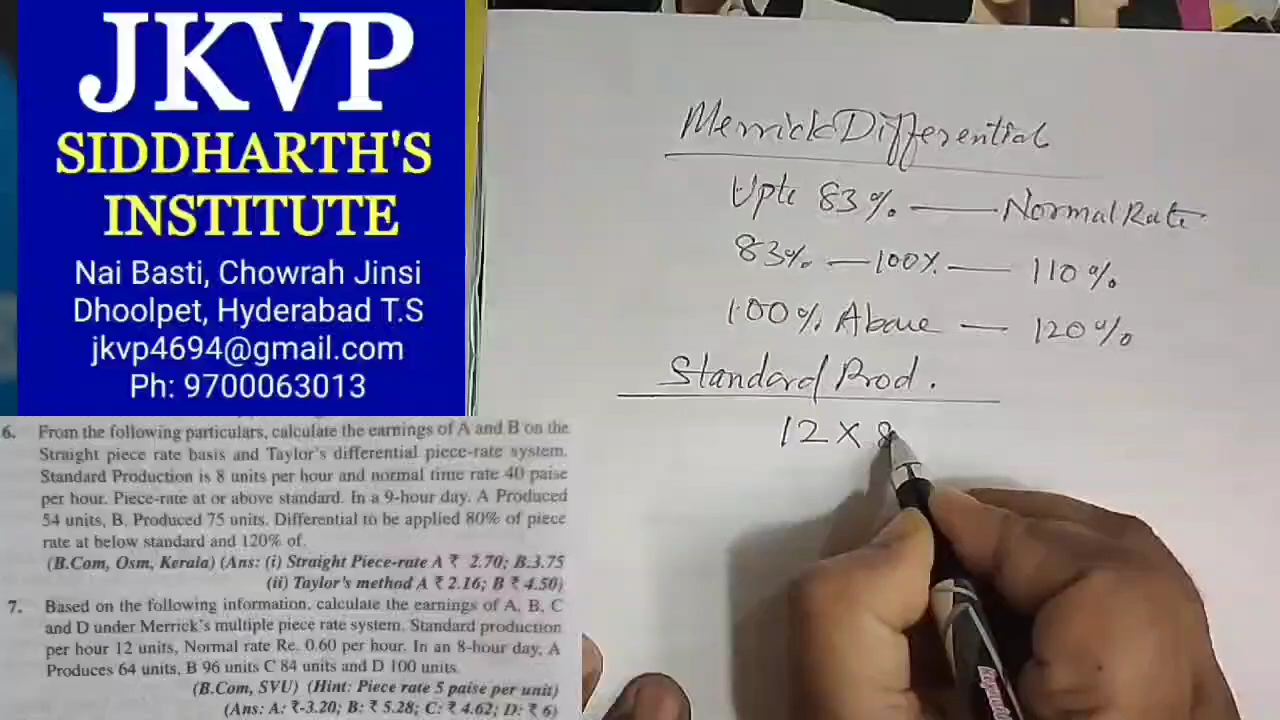 JKVP
SIDDHARTH'S
INSTITUTE
Nai Basti, Chowrah Jinsi
Dhoolpet, Hyderabad T.S
jkvp4694@gmail.com
Ph: 9700063013
6. From the following particulars, calculate the earnings of A and B on the
Straight piece rate basis and Taylor's differential piece-rate system.
Standard Production is 8 units per hour and normal time rate 40 paise
per hour. Piece-rate at or above standard. In a 9-hour day. A Produced
54 units, B. Produced 75 units. Differential to be applied 80% of piece
rate at below standard and 120% of.
(B.Com, Osm, Kerala) (Ans: (i) Straight Piece-rate A ₹ 2.70; B.3.75
(ii) Taylor's method A ₹ 2.16; B ₹ 4.50)
7. Based on the following information, calculate the earnings of A, B, C
and D under Merrick's multiple piece rate system. Standard production
per hour 12 units, Normal rate Re. 0.60 per hour. In an 8-hour day, A
Produces 64 units, B 96 units C 84 units and D 100 units.
(B.Com, SVU) (Hint: Piece rate 5 paise per unit)
(Ans: A: ₹-3.20; B: ₹ 5.28; C: ₹ 4.62; D: ₹ 6)
Merrick Differential
Upto 83% — Normal Rate
83% — 100% — 110%
100% Above — 120%
Standard Prod.
12 × 8